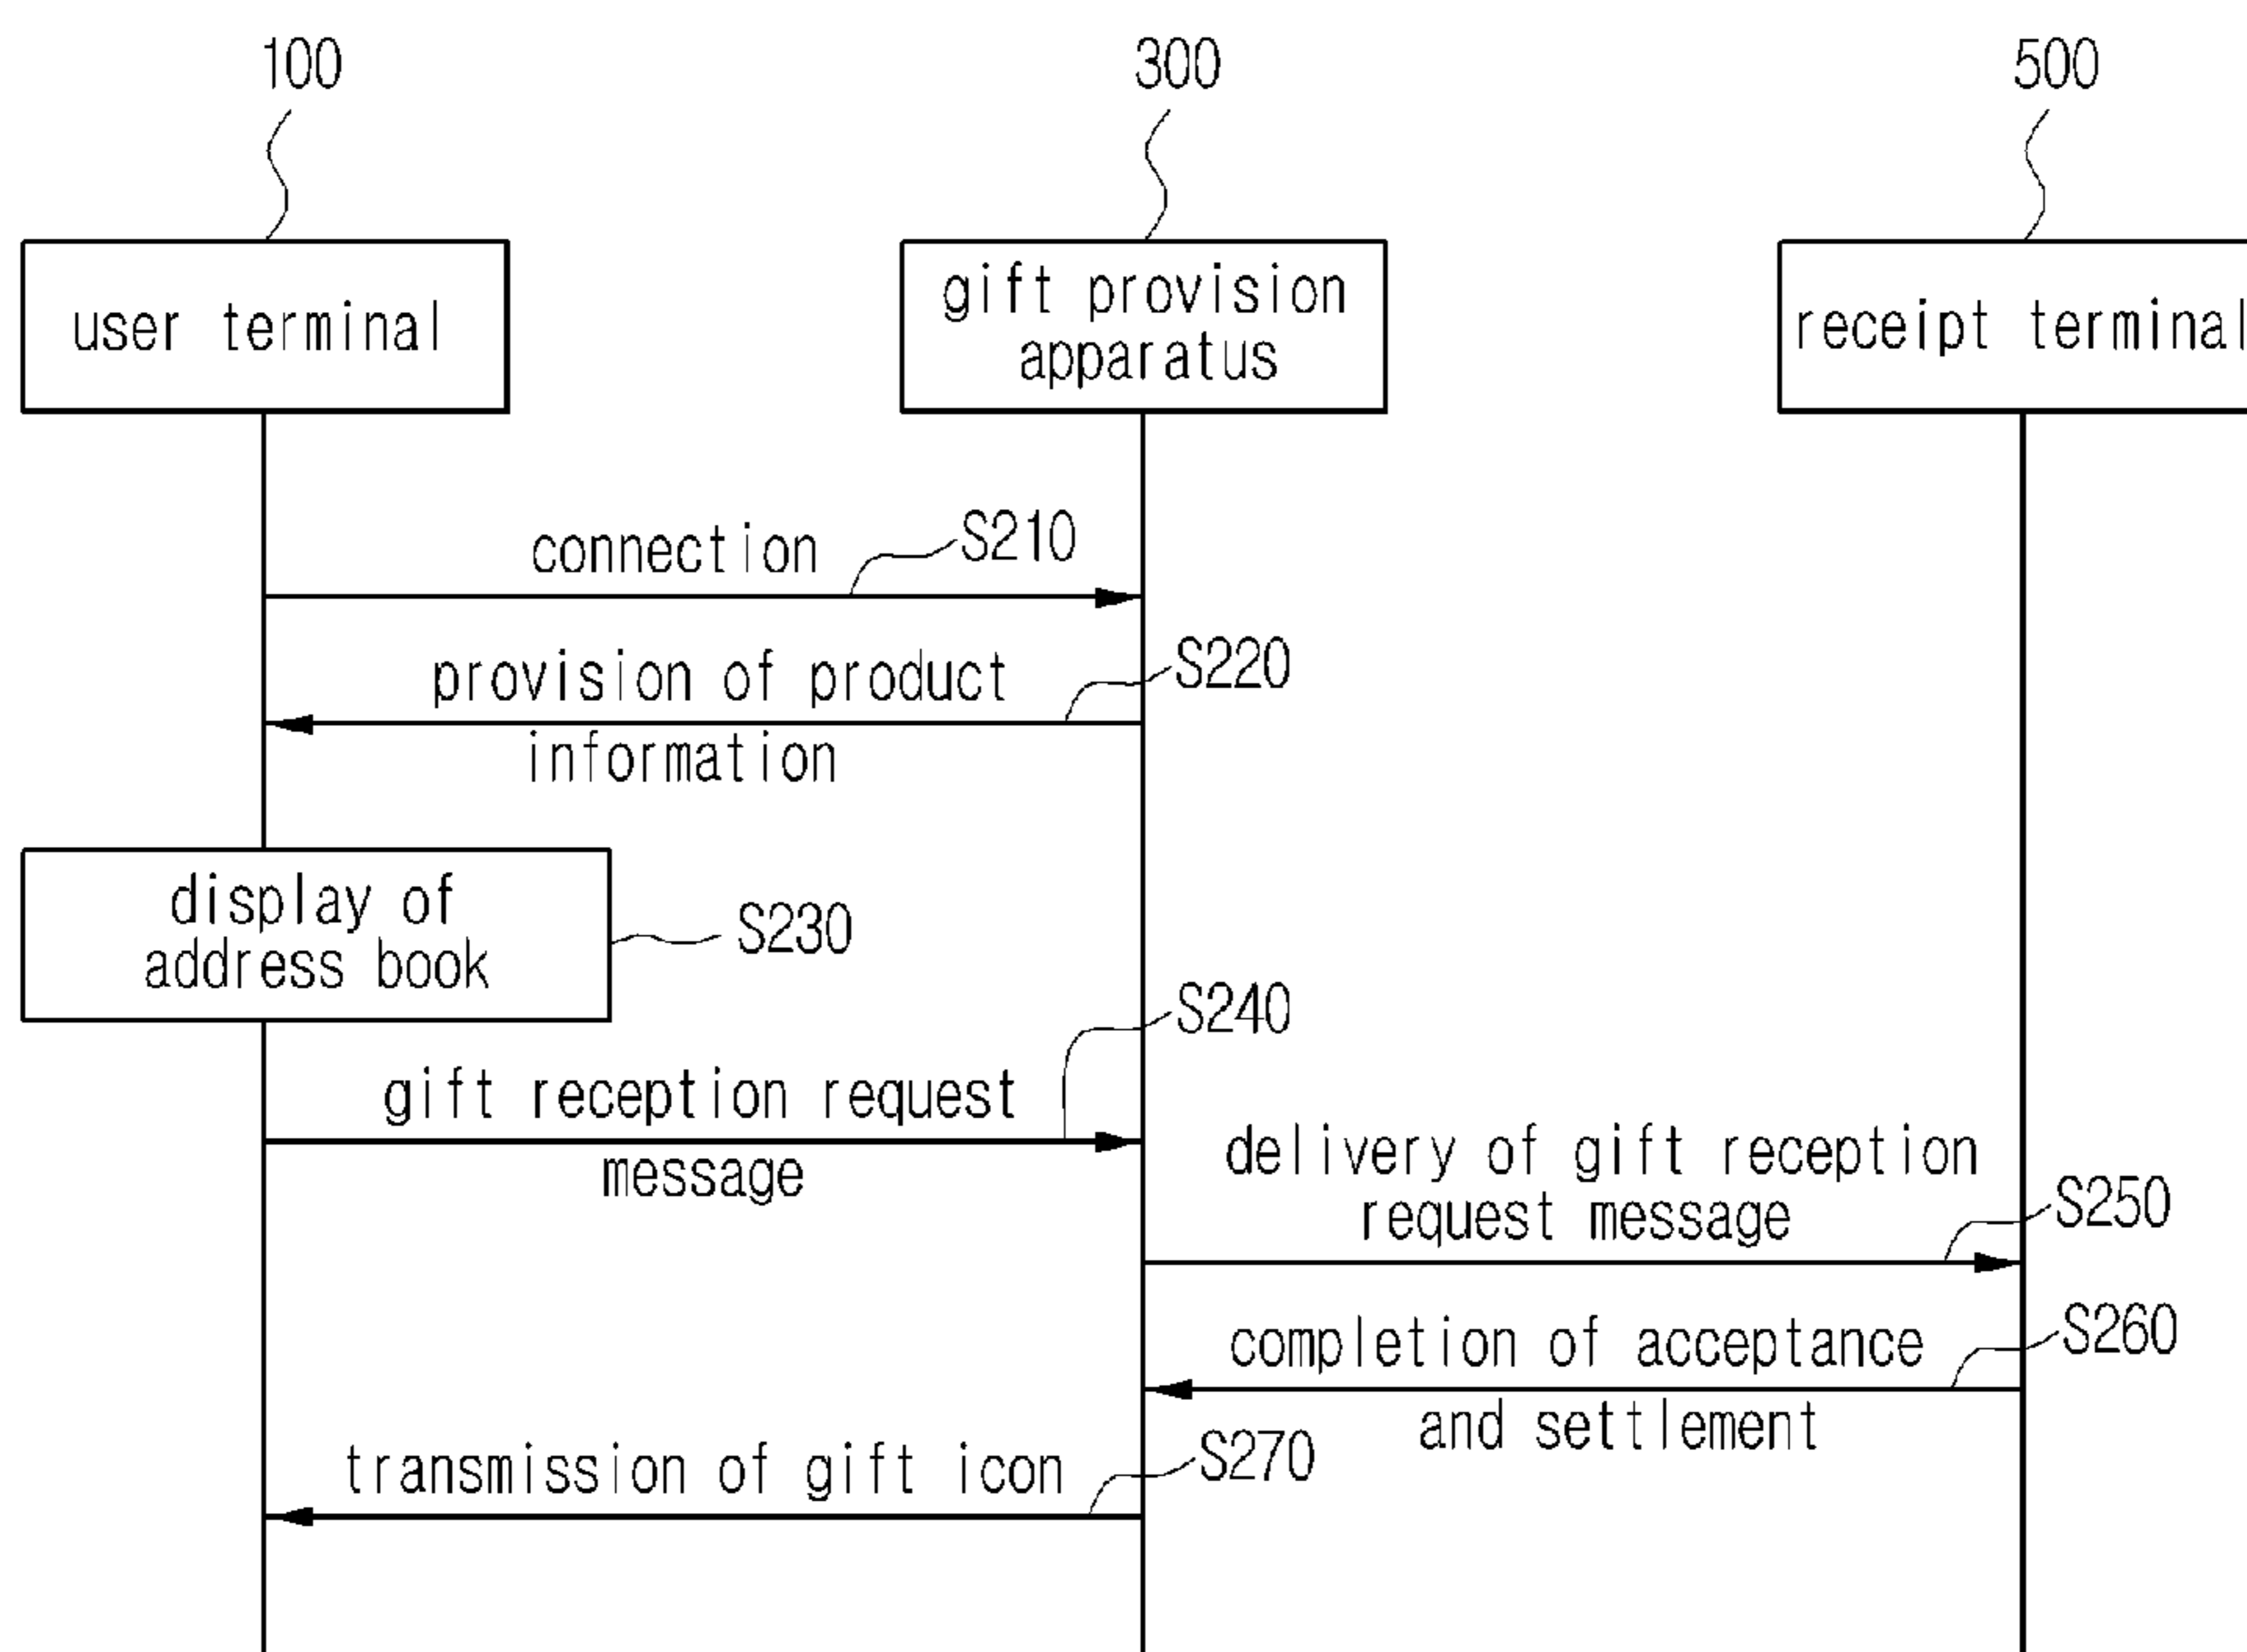 100
300
500
user terminal
gift provision
apparatus
receipt terminal
connection
S210
provision of product
S220
information
display of
address book
S230
S240
gift reception request
message
delivery of gift reception
request message
S250
completion of acceptance
S260
and settlement
transmission of gift icon
S270